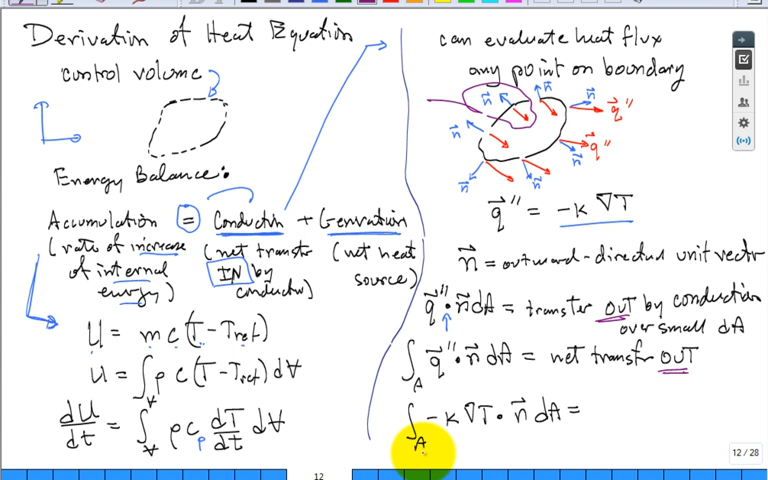 Derivation of Heat Equation
control volume
Energy Balance:
Accumulation = Conduction + Generation
(rate of increase of internal energy)
(net transfer IN by conduction)
(net heat source)
U = mc(T - Tref)
U = ∫∀ ρ c (T - Tref) d∀
dU/dt = ∫∀ ρ cp dT/dt d∀
can evaluate heat flux
any point on boundary
n⃗ n⃗ n⃗ q⃗"
n⃗ q⃗"
n⃗
n⃗ n⃗
q⃗" = -k ∇T
n⃗ = outward-directed unit vector
q⃗" • n⃗ dA = transfer OUT by conduction
over small dA
∫A q⃗" • n⃗ dA = net transfer OUT
∫A -k ∇T • n⃗ dA =
12 / 28
12